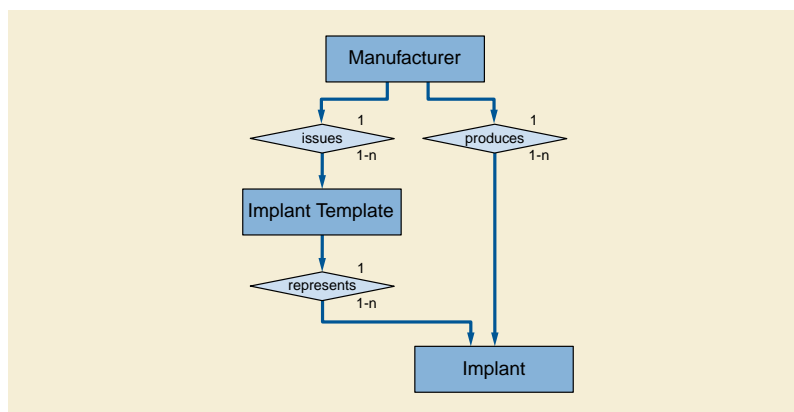 Manufacturer
1
1
issues
produces
1-n
1-n
Implant Template
1
represents
1-n
Implant